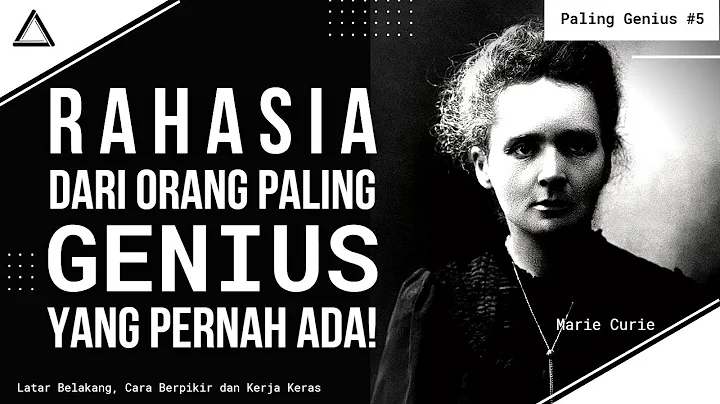 Paling Genius #5
RAHASIA
DARI ORANG PALING
GENIUS
YANG PERNAH ADA!
Marie Curie
Latar Belakang, Cara Berpikir dan Kerja Keras